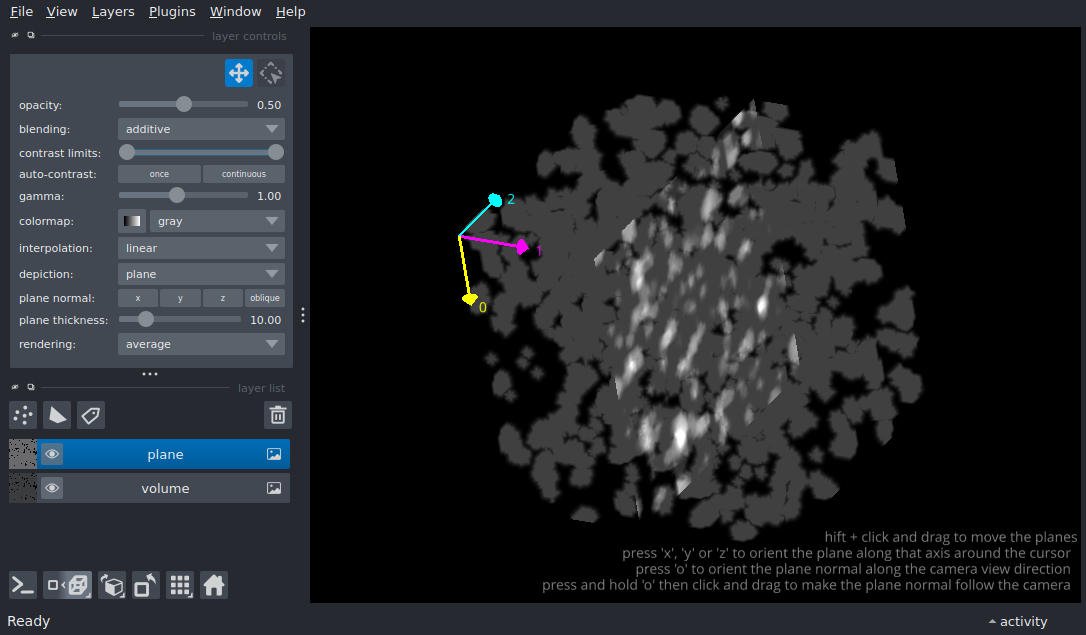 File View Layers Plugins Window Help
layer controls
opacity: 0.50
blending: additive
contrast limits:
auto-contrast: once continuous
gamma: 1.00
colormap: gray
interpolation: linear
depiction: plane
plane normal: x y z oblique
plane thickness: 10.00
rendering: average
layer list
plane
volume
2
1
0
hift + click and drag to move the planes
press 'x', 'y' or 'z' to orient the plane along that axis around the cursor
press 'o' to orient the plane normal along the camera view direction
press and hold 'o' then click and drag to make the plane normal follow the camera
Ready activity